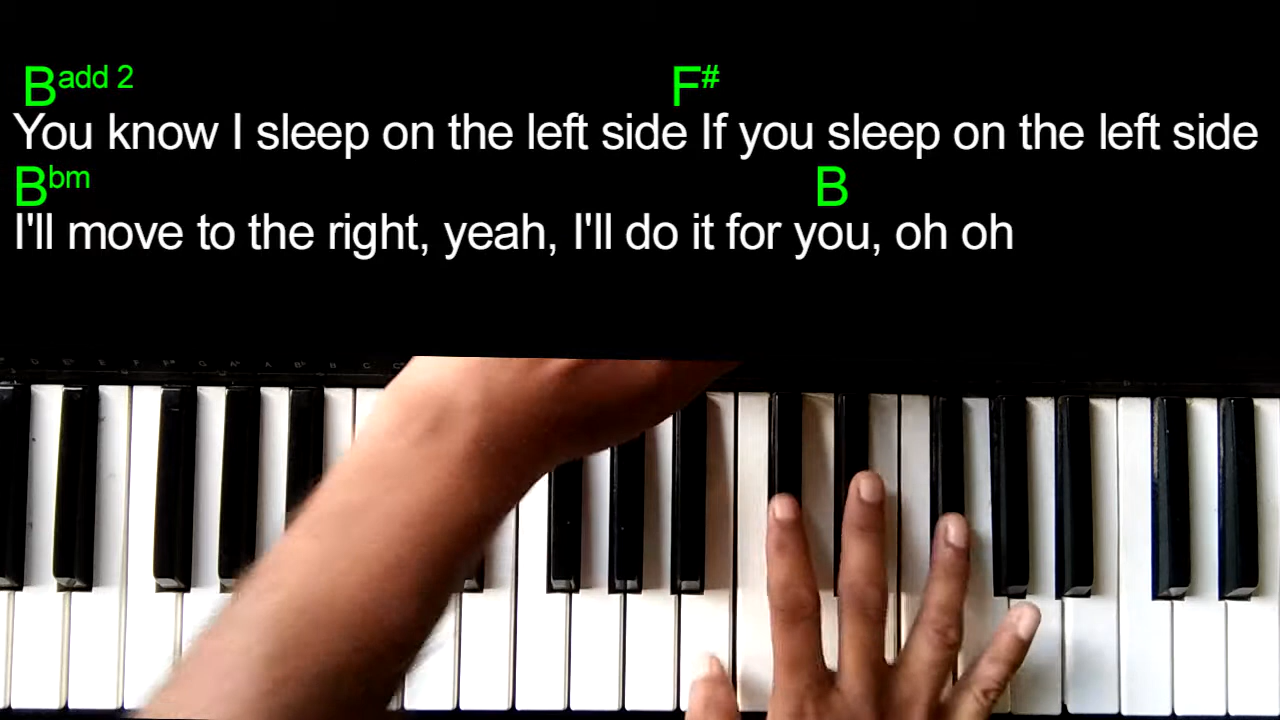 Badd 2 F#
You know I sleep on the left side If you sleep on the left side
Bbm B
I'll move to the right, yeah, I'll do it for you, oh oh
D E F F# G A A Bb B C